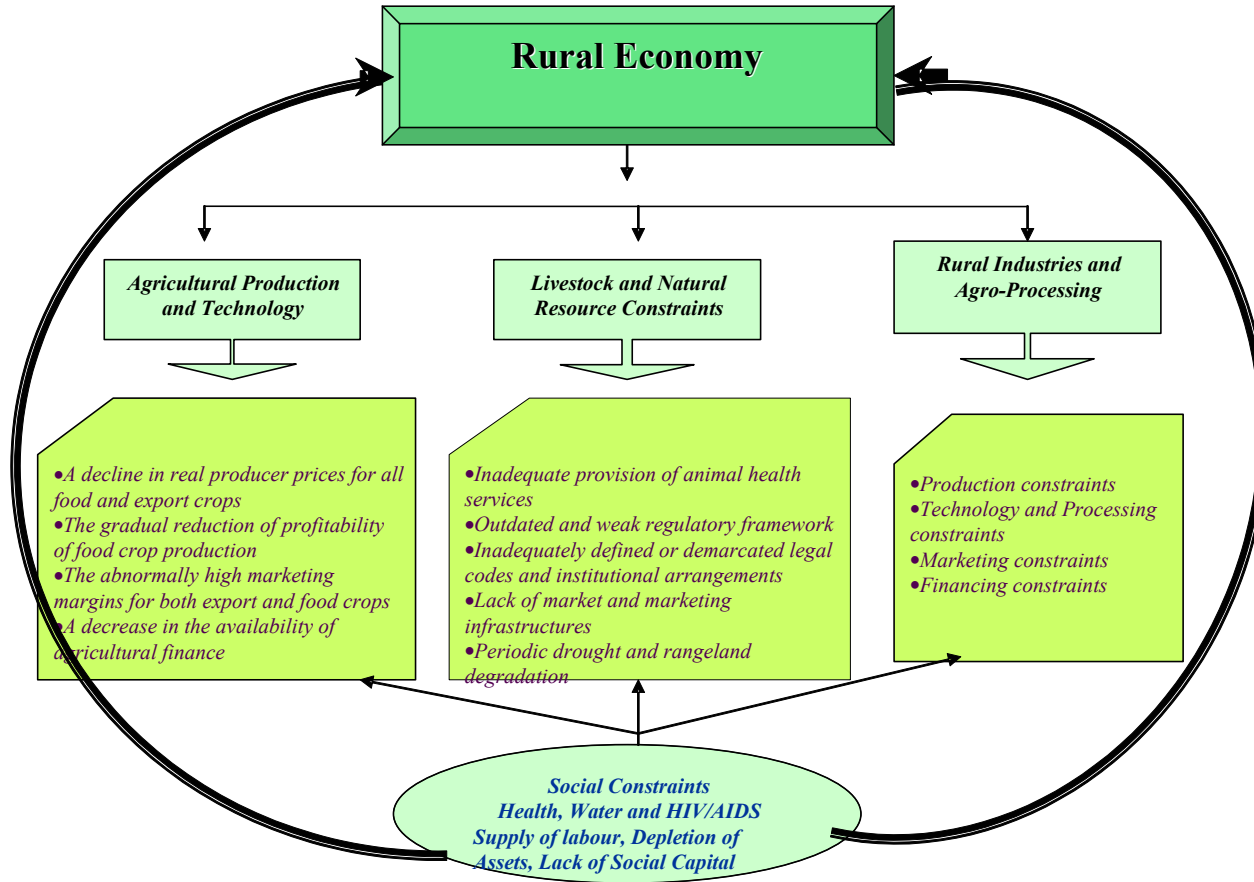 Rural Economy
Agricultural Production
and Technology
Livestock and Natural
Resource Constraints
Rural Industries and
Agro-Processing
•A decline in real producer prices for all
food and export crops
•The gradual reduction of profitability
of food crop production
•The abnormally high marketing
margins for both export and food crops
•A decrease in the availability of
agricultural finance
•Inadequate provision of animal health
services
•Outdated and weak regulatory framework
•Inadequately defined or demarcated legal
codes and institutional arrangements
•Lack of market and marketing
infrastructures
•Periodic drought and rangeland
degradation
•Production constraints
•Technology and Processing
constraints
•Marketing constraints
•Financing constraints
Social Constraints
Health, Water and HIV/AIDS
Supply of labour, Depletion of
Assets, Lack of Social Capital